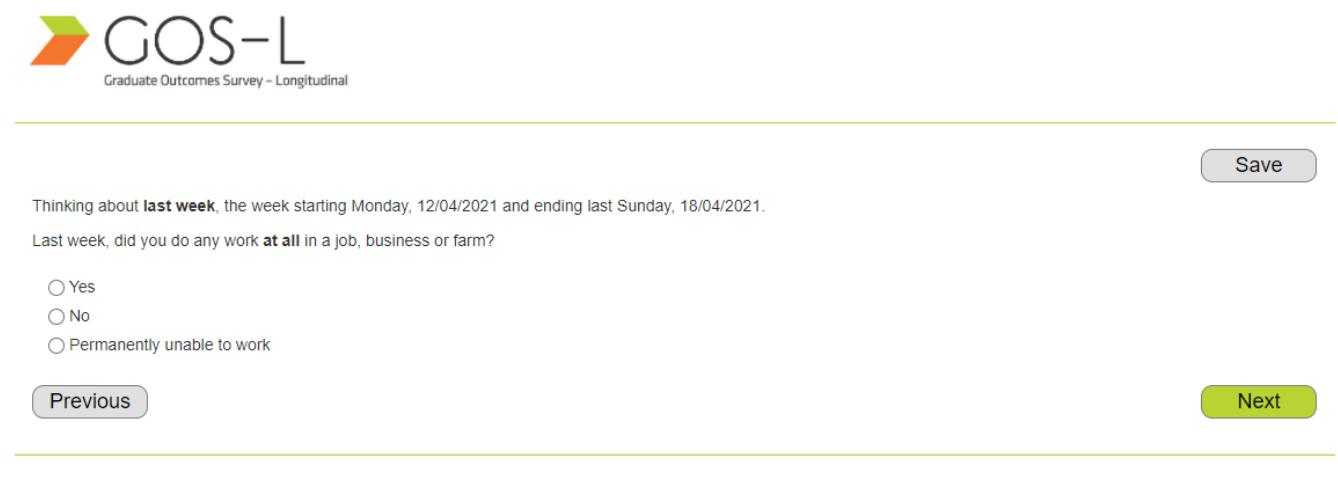 GOS-L
Graduate Outcomes Survey – Longitudinal
Save
Thinking about last week, the week starting Monday, 12/04/2021 and ending last Sunday, 18/04/2021.
Last week, did you do any work at all in a job, business or farm?
Yes
No
Permanently unable to work
Previous
Next